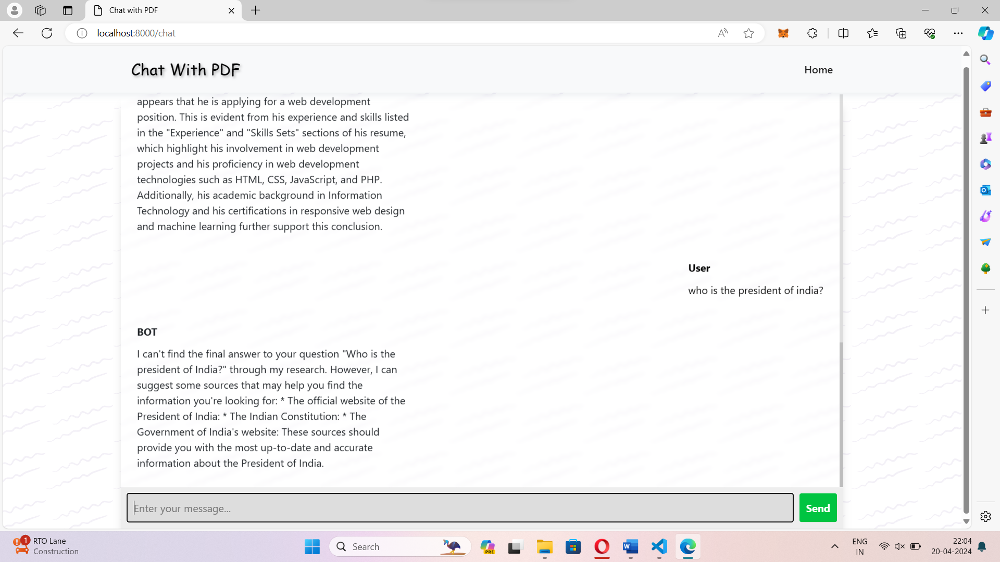 Chat with PDF
localhost:8000/chat
Chat With PDF
Home
appears that he is applying for a web development
position. This is evident from his experience and skills listed
in the "Experience" and "Skills Sets" sections of his resume,
which highlight his involvement in web development
projects and his proficiency in web development
technologies such as HTML, CSS, JavaScript, and PHP.
Additionally, his academic background in Information
Technology and his certifications in responsive web design
and machine learning further support this conclusion.
User
who is the president of india?
BOT
I can't find the final answer to your question "Who is the
president of India?" through my research. However, I can
suggest some sources that may help you find the
information you're looking for: * The official website of the
President of India: * The Indian Constitution: * The
Government of India's website: These sources should
provide you with the most up-to-date and accurate
information about the President of India.
Enter your message...
Send
1
RTO Lane
Construction
Search
PRE
ENG
IN
22:04
20-04-2024